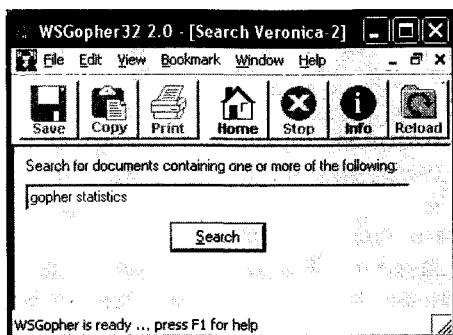 WSGopher32 2.0 - [Search Veronica-2]
File Edit View Bookmark Window Help
Save Copy Print Home Stop Info Reload
Search for documents containing one or more of the following:
gopher statistics
Search
WSGopher is ready ... press F1 for help